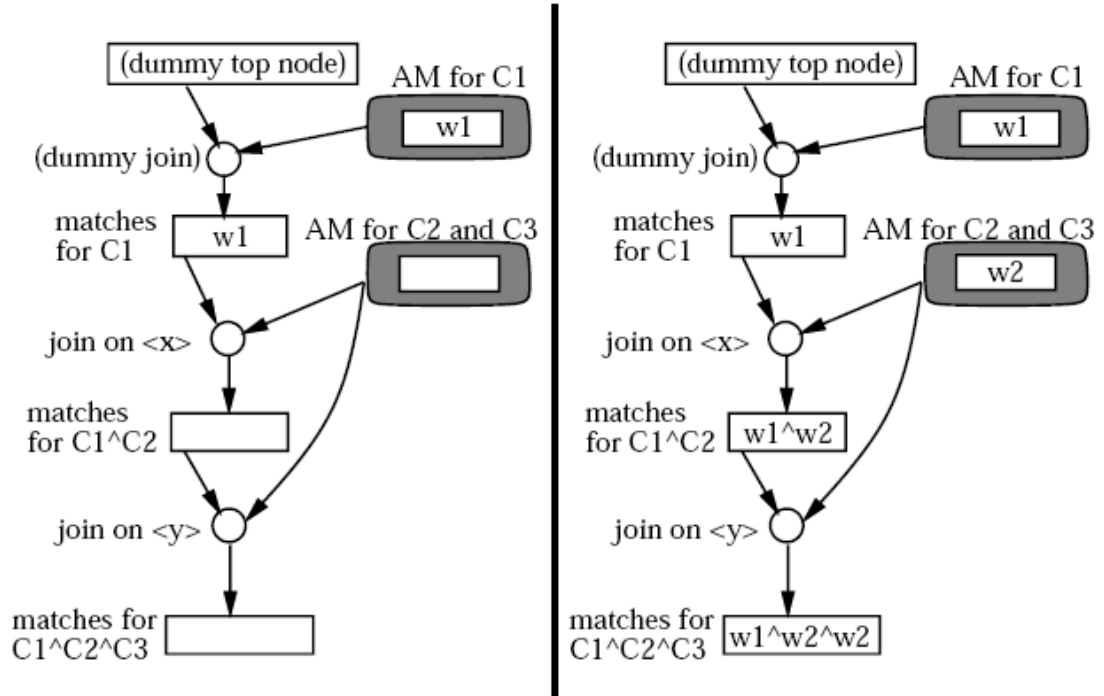 (dummy top node)
AM for C1
w1
(dummy join)
matches
for C1
w1
AM for C2 and C3
join on <x>
matches
for C1^C2
join on <y>
matches for
C1^C2^C3
(dummy top node)
AM for C1
w1
(dummy join)
matches
for C1
w1
AM for C2 and C3
w2
join on <x>
matches
for C1^C2
w1^w2
join on <y>
matches for
C1^C2^C3
w1^w2^w2